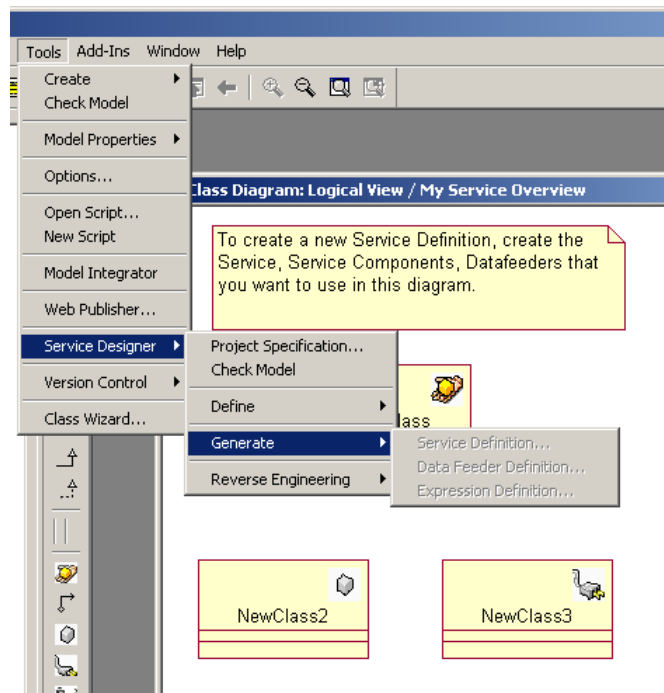 Tools Add-Ins Window Help
Create
Check Model
Model Properties
Options...
Open Script...
New Script
Model Integrator
Web Publisher...
Service Designer
Version Control
Class Wizard...
Class Diagram: Logical View / My Service Overview
To create a new Service Definition, create the
Service, Service Components, Datafeeders that
you want to use in this diagram.
Project Specification...
Check Model
Define
Generate
Reverse Engineering
Service Definition...
Data Feeder Definition...
Expression Definition...
lass
NewClass2
NewClass3